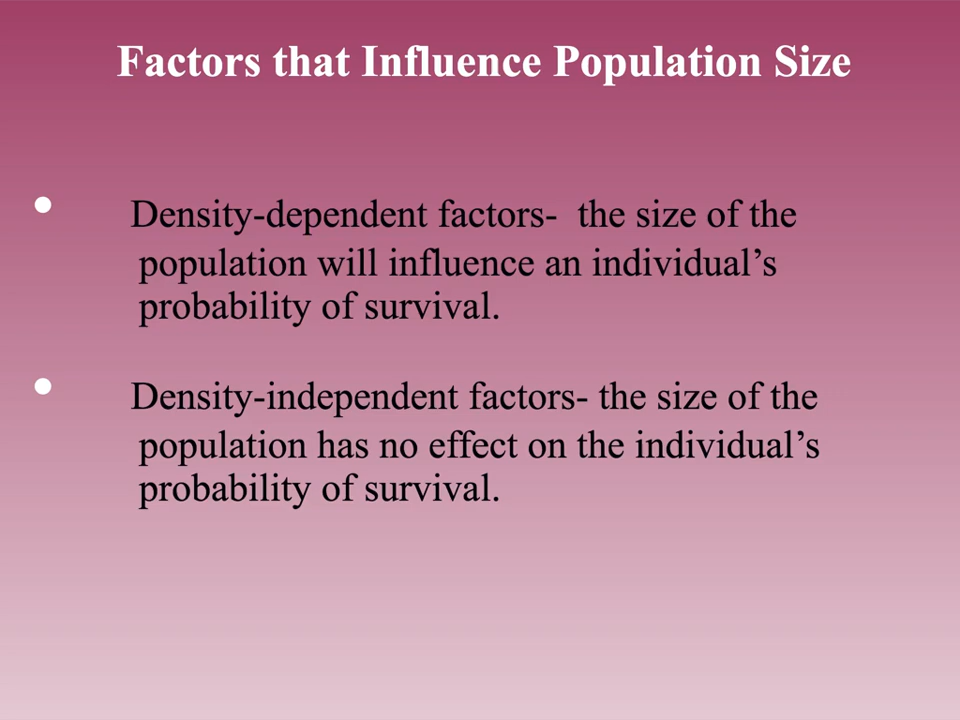 Factors that Influence Population Size
• Density-dependent factors-  the size of the
population will influence an individual’s
probability of survival.
• Density-independent factors- the size of the
population has no effect on the individual’s
probability of survival.